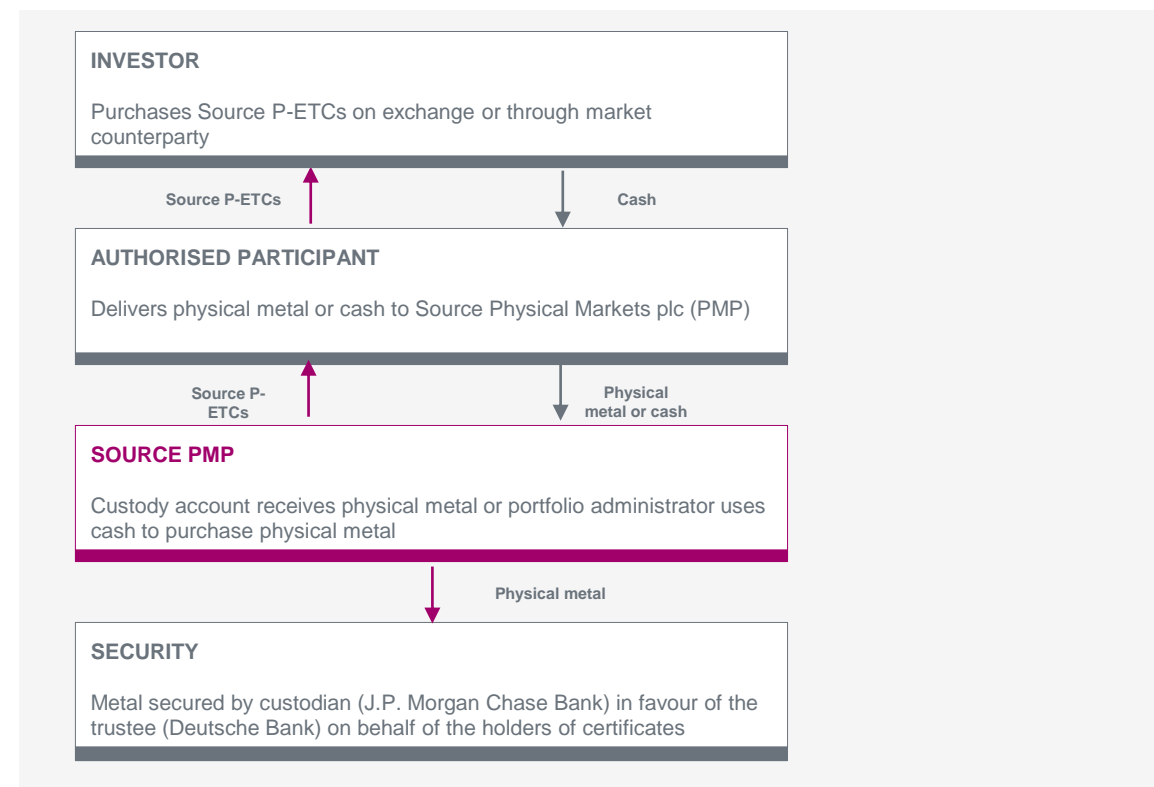 INVESTOR
Purchases Source P-ETCs on exchange or through market
counterparty
Source P-ETCs
Cash
AUTHORISED PARTICIPANT
Delivers physical metal or cash to Source Physical Markets plc (PMP)
Source P-
ETCs
Physical
metal or cash
SOURCE PMP
Custody account receives physical metal or portfolio administrator uses
cash to purchase physical metal
Physical metal
SECURITY
Metal secured by custodian (J.P. Morgan Chase Bank) in favour of the
trustee (Deutsche Bank) on behalf of the holders of certificates